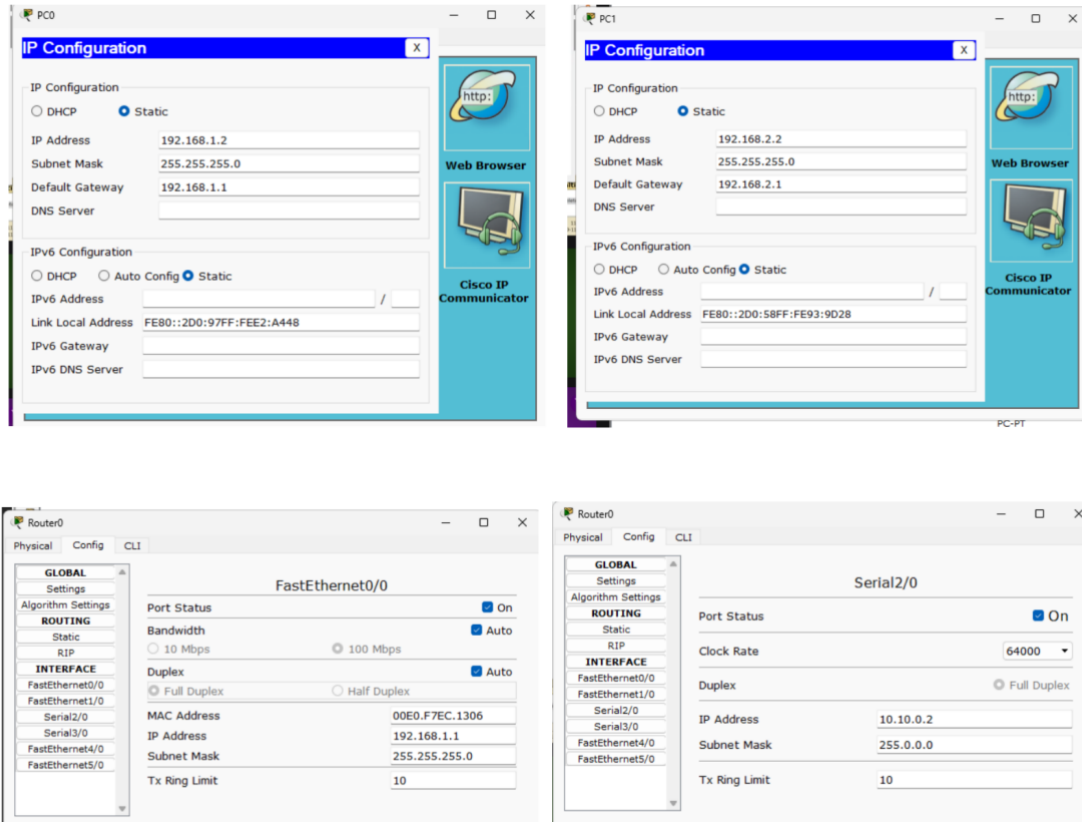 PC0
IP Configuration X
IP Configuration
DHCP Static
IP Address 192.168.1.2
Subnet Mask 255.255.255.0
Default Gateway 192.168.1.1
DNS Server
IPv6 Configuration
DHCP Auto Config Static
IPv6 Address /
Link Local Address FE80::2D0:97FF:FEE2:A448
IPv6 Gateway
IPv6 DNS Server
http:
Web Browser
Cisco IP
Communicator
PC1
IP Configuration X
IP Configuration
DHCP Static
IP Address 192.168.2.2
Subnet Mask 255.255.255.0
Default Gateway 192.168.2.1
DNS Server
IPv6 Configuration
DHCP Auto Config Static
IPv6 Address /
Link Local Address FE80::2D0:58FF:FE93:9D28
IPv6 Gateway
IPv6 DNS Server
http:
Web Browser
Cisco IP
Communicator
PC-PT
Router0
Physical Config CLI
GLOBAL
Settings
Algorithm Settings
ROUTING
Static
RIP
INTERFACE
FastEthernet0/0
FastEthernet1/0
Serial2/0
Serial3/0
FastEthernet4/0
FastEthernet5/0
FastEthernet0/0
Port Status On
Bandwidth Auto
10 Mbps 100 Mbps
Duplex Auto
Full Duplex Half Duplex
MAC Address 00E0.F7EC.1306
IP Address 192.168.1.1
Subnet Mask 255.255.255.0
Tx Ring Limit 10
Router0
Physical Config CLI
GLOBAL
Settings
Algorithm Settings
ROUTING
Static
RIP
INTERFACE
FastEthernet0/0
FastEthernet1/0
Serial2/0
Serial3/0
FastEthernet4/0
FastEthernet5/0
Serial2/0
Port Status On
Clock Rate 64000
Duplex Full Duplex
IP Address 10.10.0.2
Subnet Mask 255.0.0.0
Tx Ring Limit 10